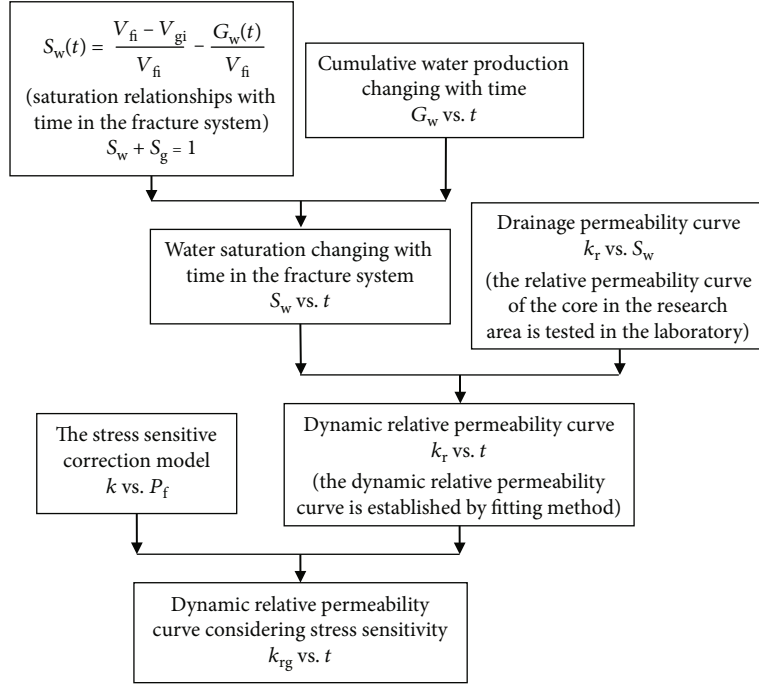 S_w(t) = (V_fi − V_gi)/V_fi − G_w(t)/V_fi
(saturation relationships with
time in the fracture system)
S_w + S_g = 1
Cumulative water production
changing with time
G_w vs. t
Water saturation changing with
time in the fracture system
S_w vs. t
Drainage permeability curve
k_r vs. S_w
(the relative permeability curve
of the core in the research
area is tested in the laboratory)
The stress sensitive
correction model
k vs. P_f
Dynamic relative permeability curve
k_r vs. t
(the dynamic relative permeability
curve is established by fitting method)
Dynamic relative permeability
curve considering stress sensitivity
k_rg vs. t